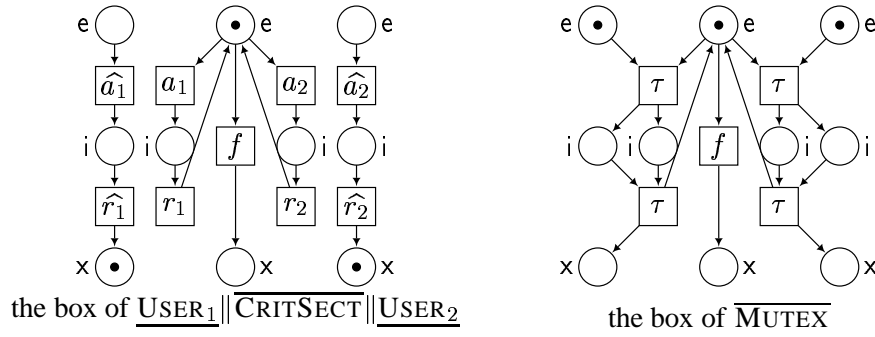 e e e
â₁ a₁ a₂ â₂
i i f i i
r̂₁ r₁ r₂ r̂₂
x x x
the box of USER₁||CRITSECT||USER₂
e e e
τ τ
i i f i i
τ τ
x x x
the box of MUTEX